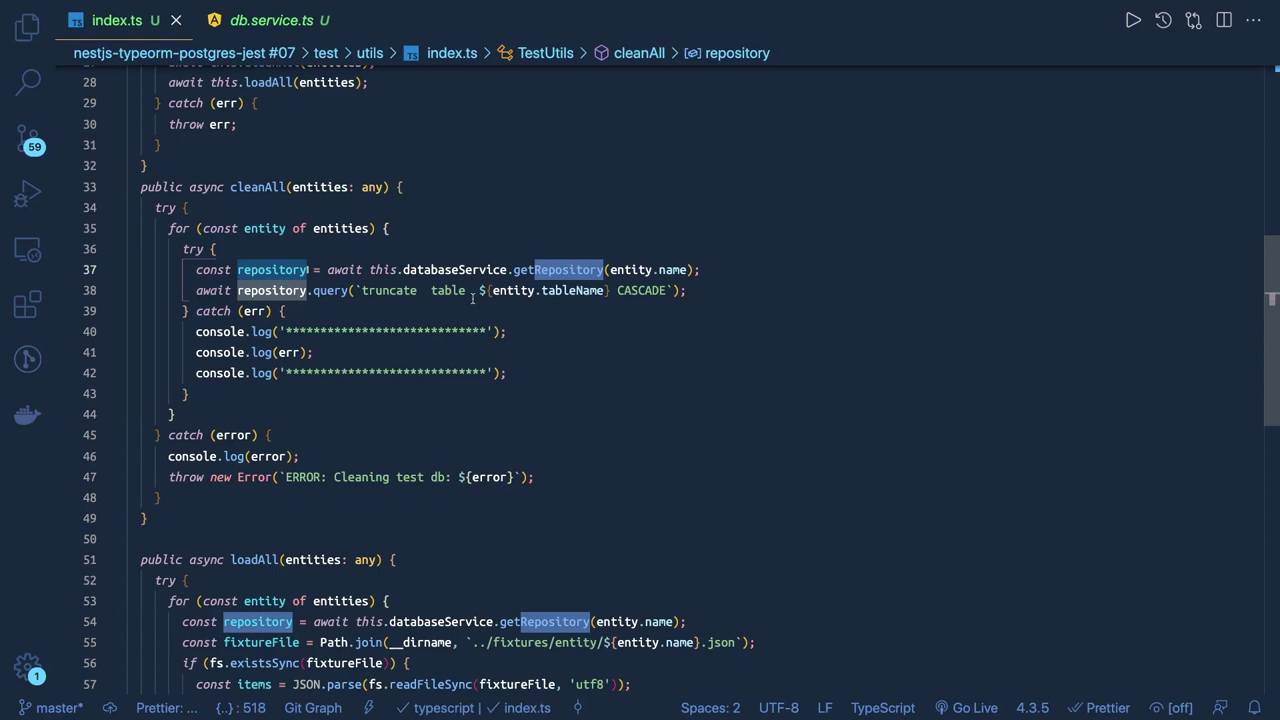 index.ts U
db.service.ts U
nestjs-typeorm-postgres-jest #07 test utils TS index.ts TestUtils cleanAll repository
28 await this.loadAll(entities);
29 } catch (err) {
30 throw err;
31 }
32 }
33 public async cleanAll(entities: any) {
34 try {
35 for (const entity of entities) {
36 try {
37 const repository = await this.databaseService.getRepository(entity.name);
38 await repository.query(`truncate  table  ${entity.tableName} CASCADE`);
39 } catch (err) {
40 console.log('*****************************');
41 console.log(err);
42 console.log('*****************************');
43 }
44 }
45 } catch (error) {
46 console.log(error);
47 throw new Error(`ERROR: Cleaning test db: ${error}`);
48 }
49 }
50
51 public async loadAll(entities: any) {
52 try {
53 for (const entity of entities) {
54 const repository = await this.databaseService.getRepository(entity.name);
55 const fixtureFile = Path.join(__dirname, `../fixtures/entity/${entity.name}.json`);
56 if (fs.existsSync(fixtureFile)) {
57 const items = JSON.parse(fs.readFileSync(fixtureFile, 'utf8'));
59
1
master* Prettier: ... {..} : 518 Git Graph typescript | index.ts Spaces: 2 UTF-8 LF TypeScript Go Live 4.3.5 Prettier [off]